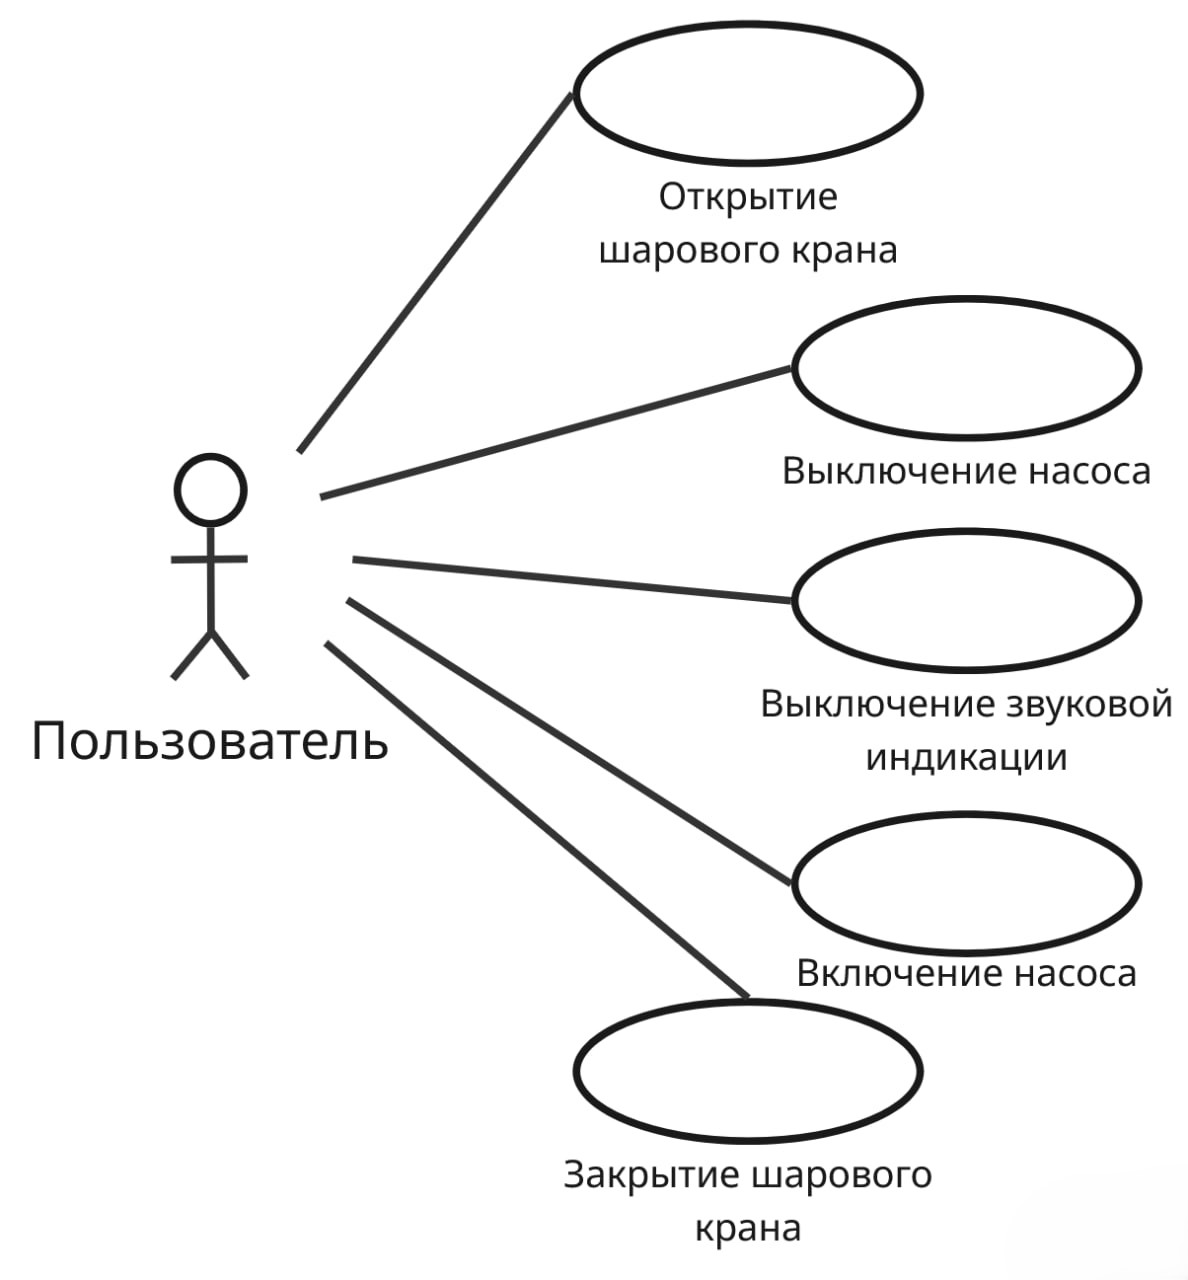 Открытие
шарового крана
Выключение насоса
Выключение звуковой
индикации
Пользователь
Включение насоса
Закрытие шарового
крана